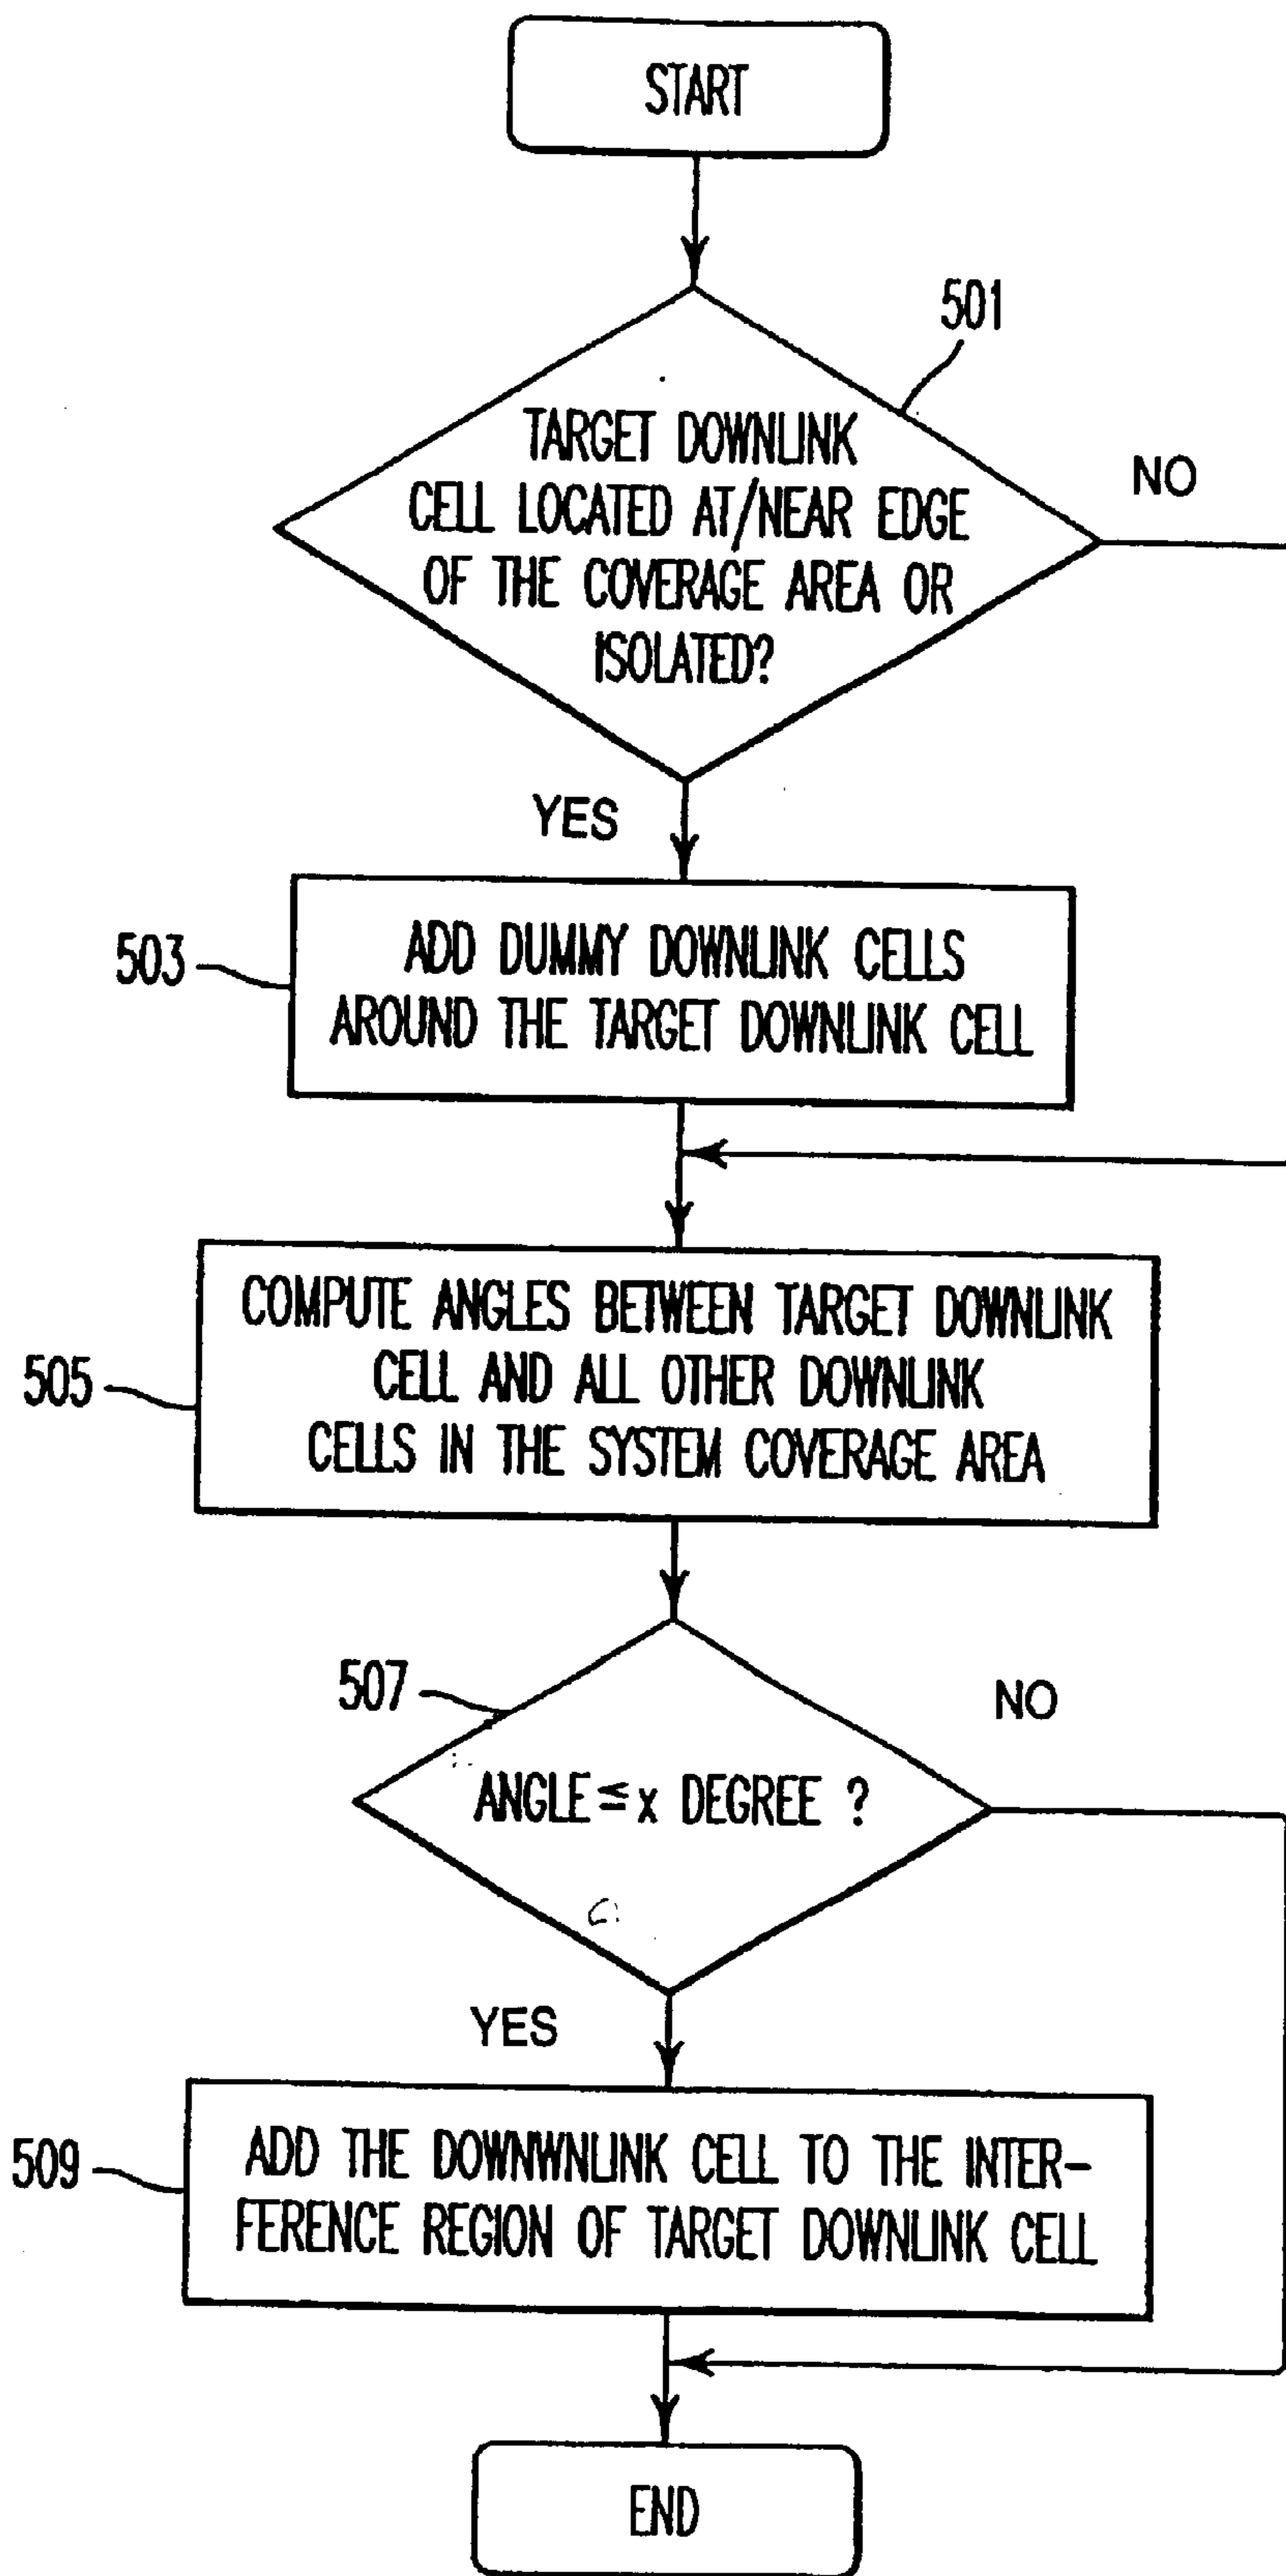 START
501
TARGET DOWNLINK
CELL LOCATED AT/NEAR EDGE
OF THE COVERAGE AREA OR
ISOLATED?
NO
YES
503
ADD DUMMY DOWNLINK CELLS
AROUND THE TARGET DOWNLINK CELL
505
COMPUTE ANGLES BETWEEN TARGET DOWNLINK
CELL AND ALL OTHER DOWNLINK
CELLS IN THE SYSTEM COVERAGE AREA
507
NO
ANGLE ≤ x DEGREE ?
YES
509
ADD THE DOWNWNLINK CELL TO THE INTER-
FERENCE REGION OF TARGET DOWNLINK CELL
END